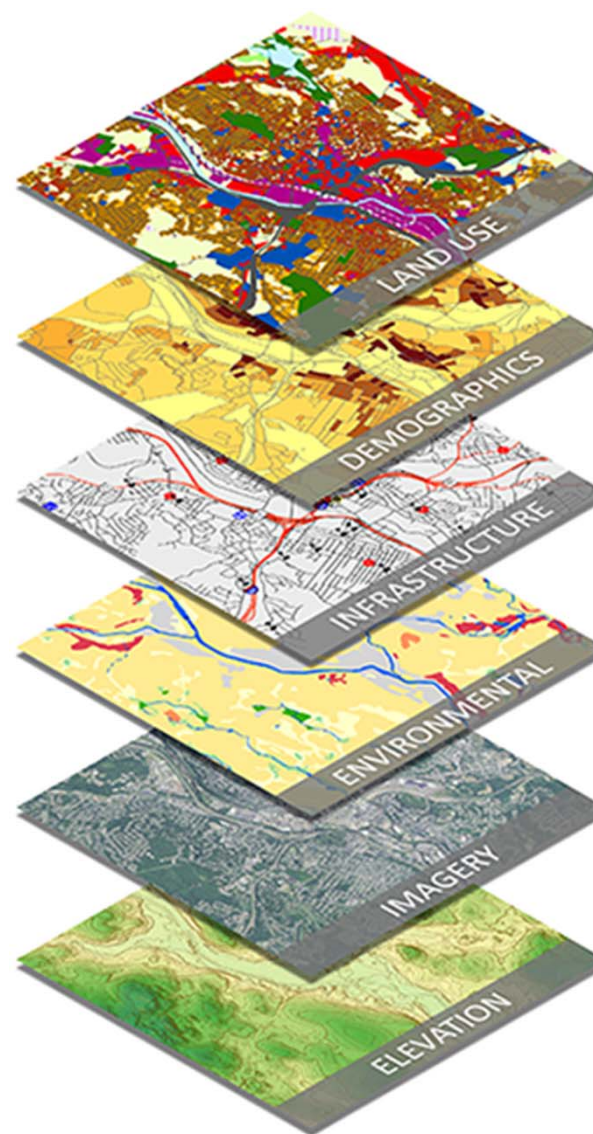 LAND USE
DEMOGRAPHICS
INFRASTRUCTURE
ENVIRONMENTAL
IMAGERY
ELEVATION